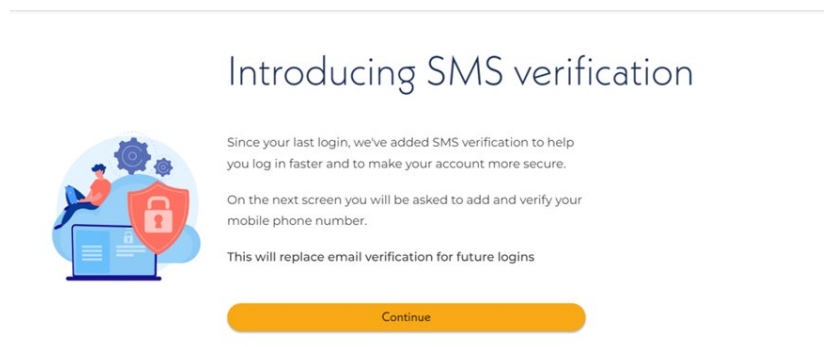 Introducing SMS verification
Since your last login, we've added SMS verification to help
you log in faster and to make your account more secure.
On the next screen you will be asked to add and verify your
mobile phone number.
This will replace email verification for future logins
Continue